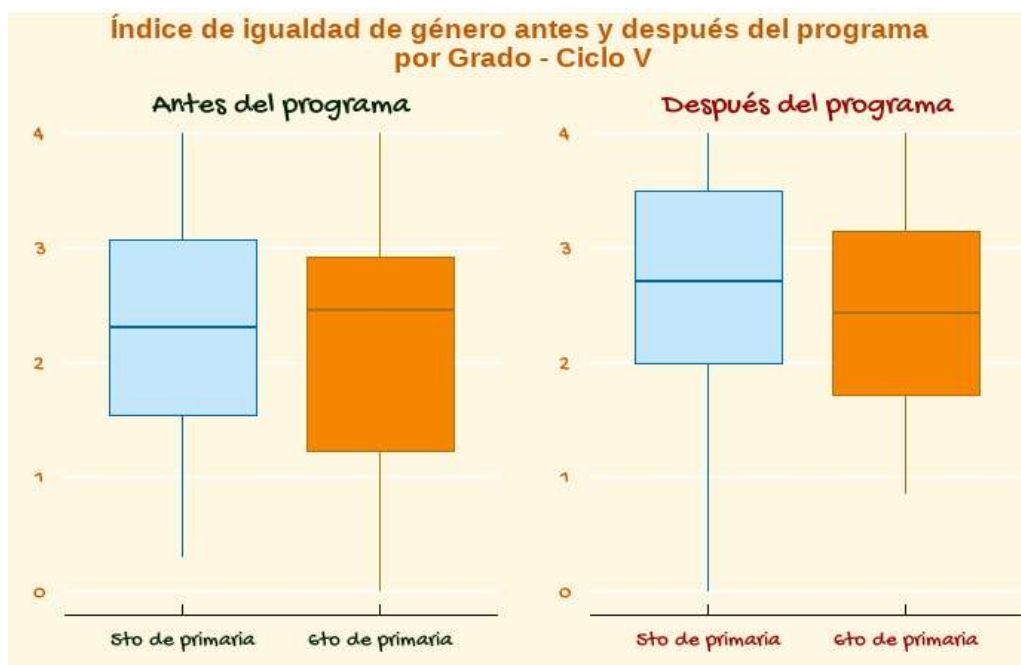 Índice de igualdad de género antes y después del programa
por Grado - Ciclo V
Antes del programa
4
3
2
1
0
5to de primaria
6to de primaria
Después del programa
4
3
2
1
0
5to de primaria
6to de primaria